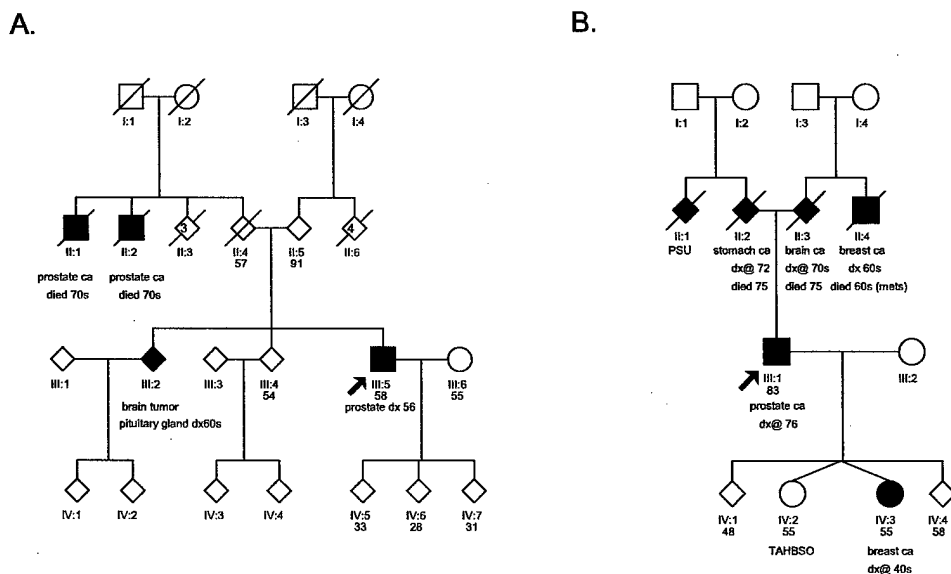 A.
I:1 I:2 I:3 I:4
3 4
II:1 II:2 II:3 II:4 II:5 II:6
57 91
prostate ca prostate ca
died 70s died 70s
III:1 III:2 III:3 III:4 III:5 III:6
54 58 55
brain tumor prostate dx 56
pituitary gland dx60s
IV:1 IV:2 IV:3 IV:4 IV:5 IV:6 IV:7
33 28 31
B.
I:1 I:2 I:3 I:4
II:1 II:2 II:3 II:4
PSU stomach ca brain ca breast ca
dx@ 72 dx@ 70s dx 60s
died 75 died 75 died 60s (mets)
III:1 III:2
83
prostate ca
dx@ 76
IV:1 IV:2 IV:3 IV:4
48 55 55 58
TAHBSO breast ca
dx@ 40s